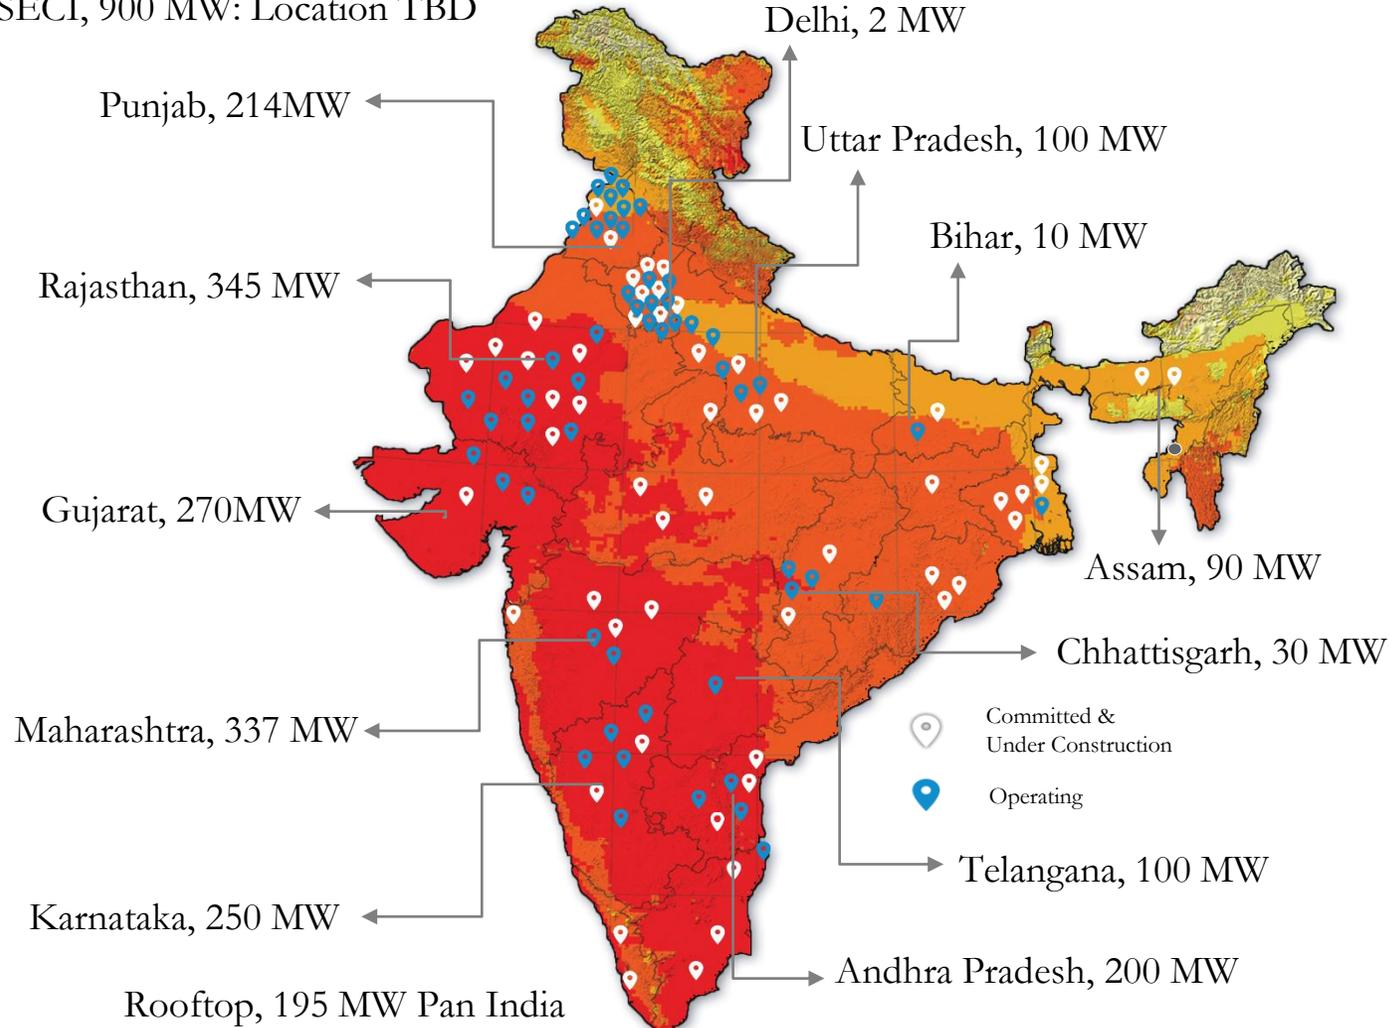 SECI, 900 MW: Location TBD
Delhi, 2 MW
Punjab, 214MW
Uttar Pradesh, 100 MW
Bihar, 10 MW
Rajasthan, 345 MW
Gujarat, 270MW
Assam, 90 MW
Chhattisgarh, 30 MW
Maharashtra, 337 MW
Committed &
Under Construction
Operating
Telangana, 100 MW
Karnataka, 250 MW
Andhra Pradesh, 200 MW
Rooftop, 195 MW Pan India